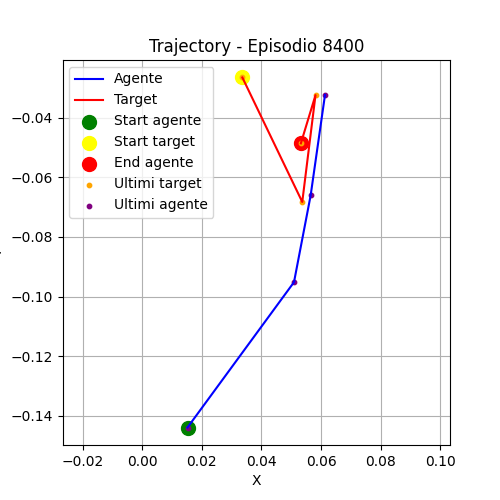 Trajectory - Episodio 8400
Agente
Target
Start agente
Start target
End agente
Ultimi target
Ultimi agente
−0.04
−0.06
−0.08
−0.10
−0.12
−0.14
−0.02
0.00
0.02
0.04
0.06
0.08
0.10
X